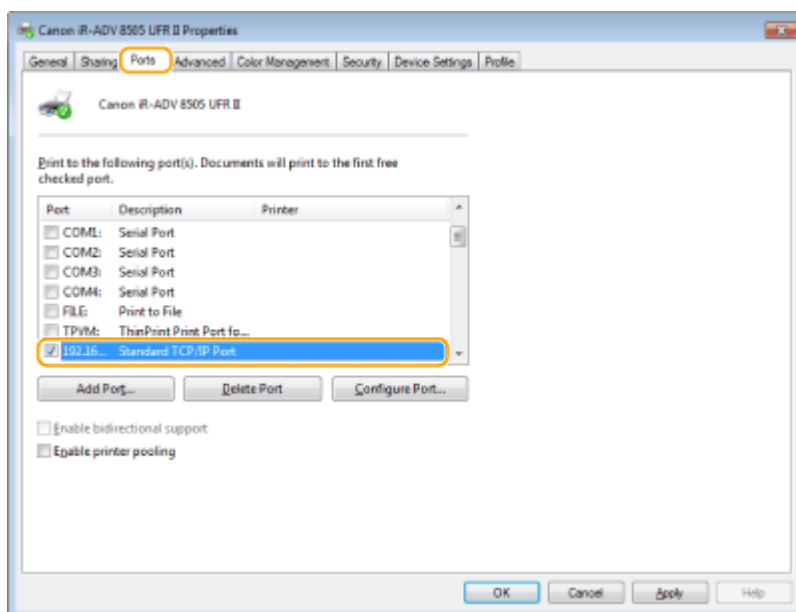 Canon iR-ADV 8505 UFR II Properties
General Sharing Ports Advanced Color Management Security Device Settings Profile
Canon iR-ADV 8505 UFR II
Print to the following port(s). Documents will print to the first free
checked port.
Port Description Printer
COM1: Serial Port
COM2: Serial Port
COM3: Serial Port
COM4: Serial Port
FILE: Print to File
TPVM: ThinPrint Print Port fo...
192.16... Standard TCP/IP Port
Add Port... Delete Port Configure Port...
Enable bidirectional support
Enable printer pooling
OK Cancel Apply Help